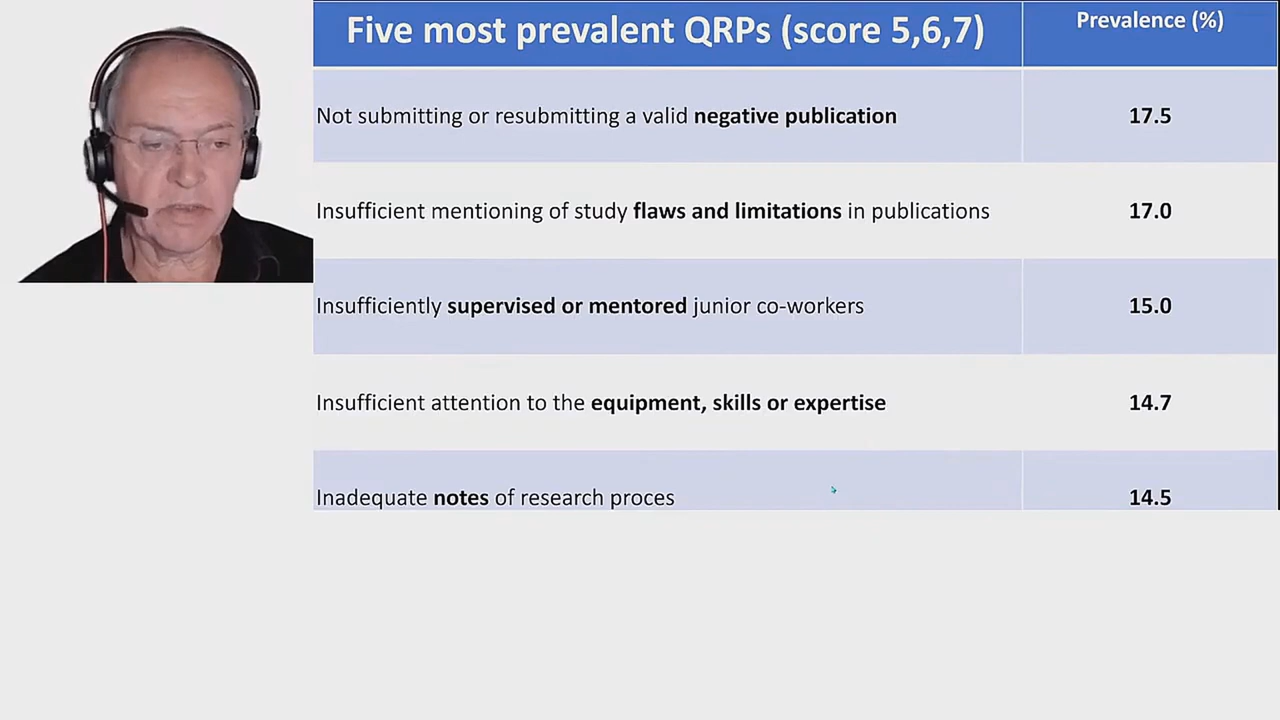 Five most prevalent QRPs (score 5,6,7) Prevalence (%)
Not submitting or resubmitting a valid negative publication 17.5
Insufficient mentioning of study flaws and limitations in publications 17.0
Insufficiently supervised or mentored junior co-workers 15.0
Insufficient attention to the equipment, skills or expertise 14.7
Inadequate notes of research proces 14.5